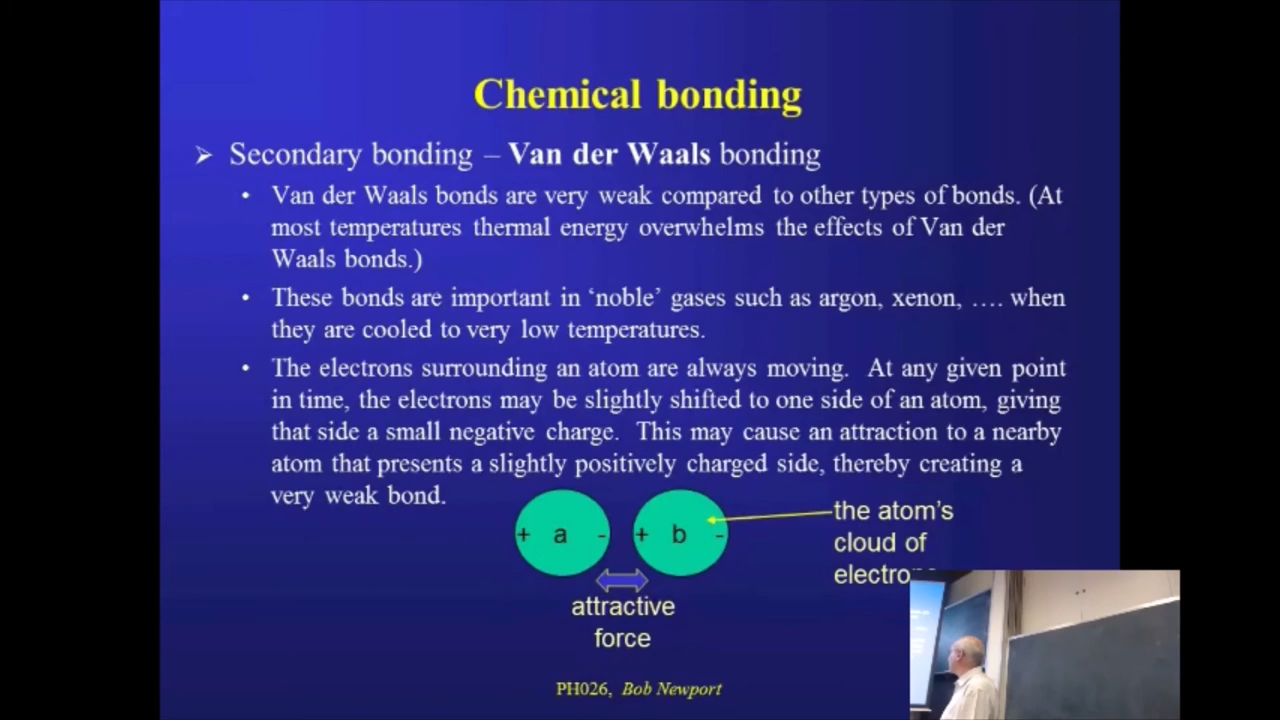 Chemical bonding
➢ Secondary bonding – Van der Waals bonding
• Van der Waals bonds are very weak compared to other types of bonds. (At
most temperatures thermal energy overwhelms the effects of Van der
Waals bonds.)
• These bonds are important in ‘noble’ gases such as argon, xenon, …. when
they are cooled to very low temperatures.
• The electrons surrounding an atom are always moving. At any given point
in time, the electrons may be slightly shifted to one side of an atom, giving
that side a small negative charge. This may cause an attraction to a nearby
atom that presents a slightly positively charged side, thereby creating a
very weak bond.
+ a - + b -
the atom’s
cloud of
attractive
force
PH026, Bob Newport